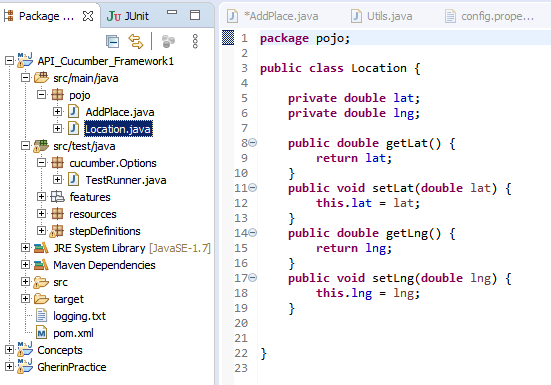 Package ...
JUnit
API_Cucumber_Framework1
src/main/java
pojo
AddPlace.java
Location.java
src/test/java
cucumber.Options
TestRunner.java
features
resources
stepDefinitions
JRE System Library [JavaSE-1.7]
Maven Dependencies
src
target
logging.txt
pom.xml
Concepts
GherinPractice
*AddPlace.java Utils.java config.prope...
1 package pojo;
2
3 public class Location {
4
5 private double lat;
6 private double lng;
7
8 public double getLat() {
9 return lat;
10 }
11 public void setLat(double lat) {
12 this.lat = lat;
13 }
14 public double getLng() {
15 return lng;
16 }
17 public void setLng(double lng) {
18 this.lng = lng;
19 }
20
21
22 }
23